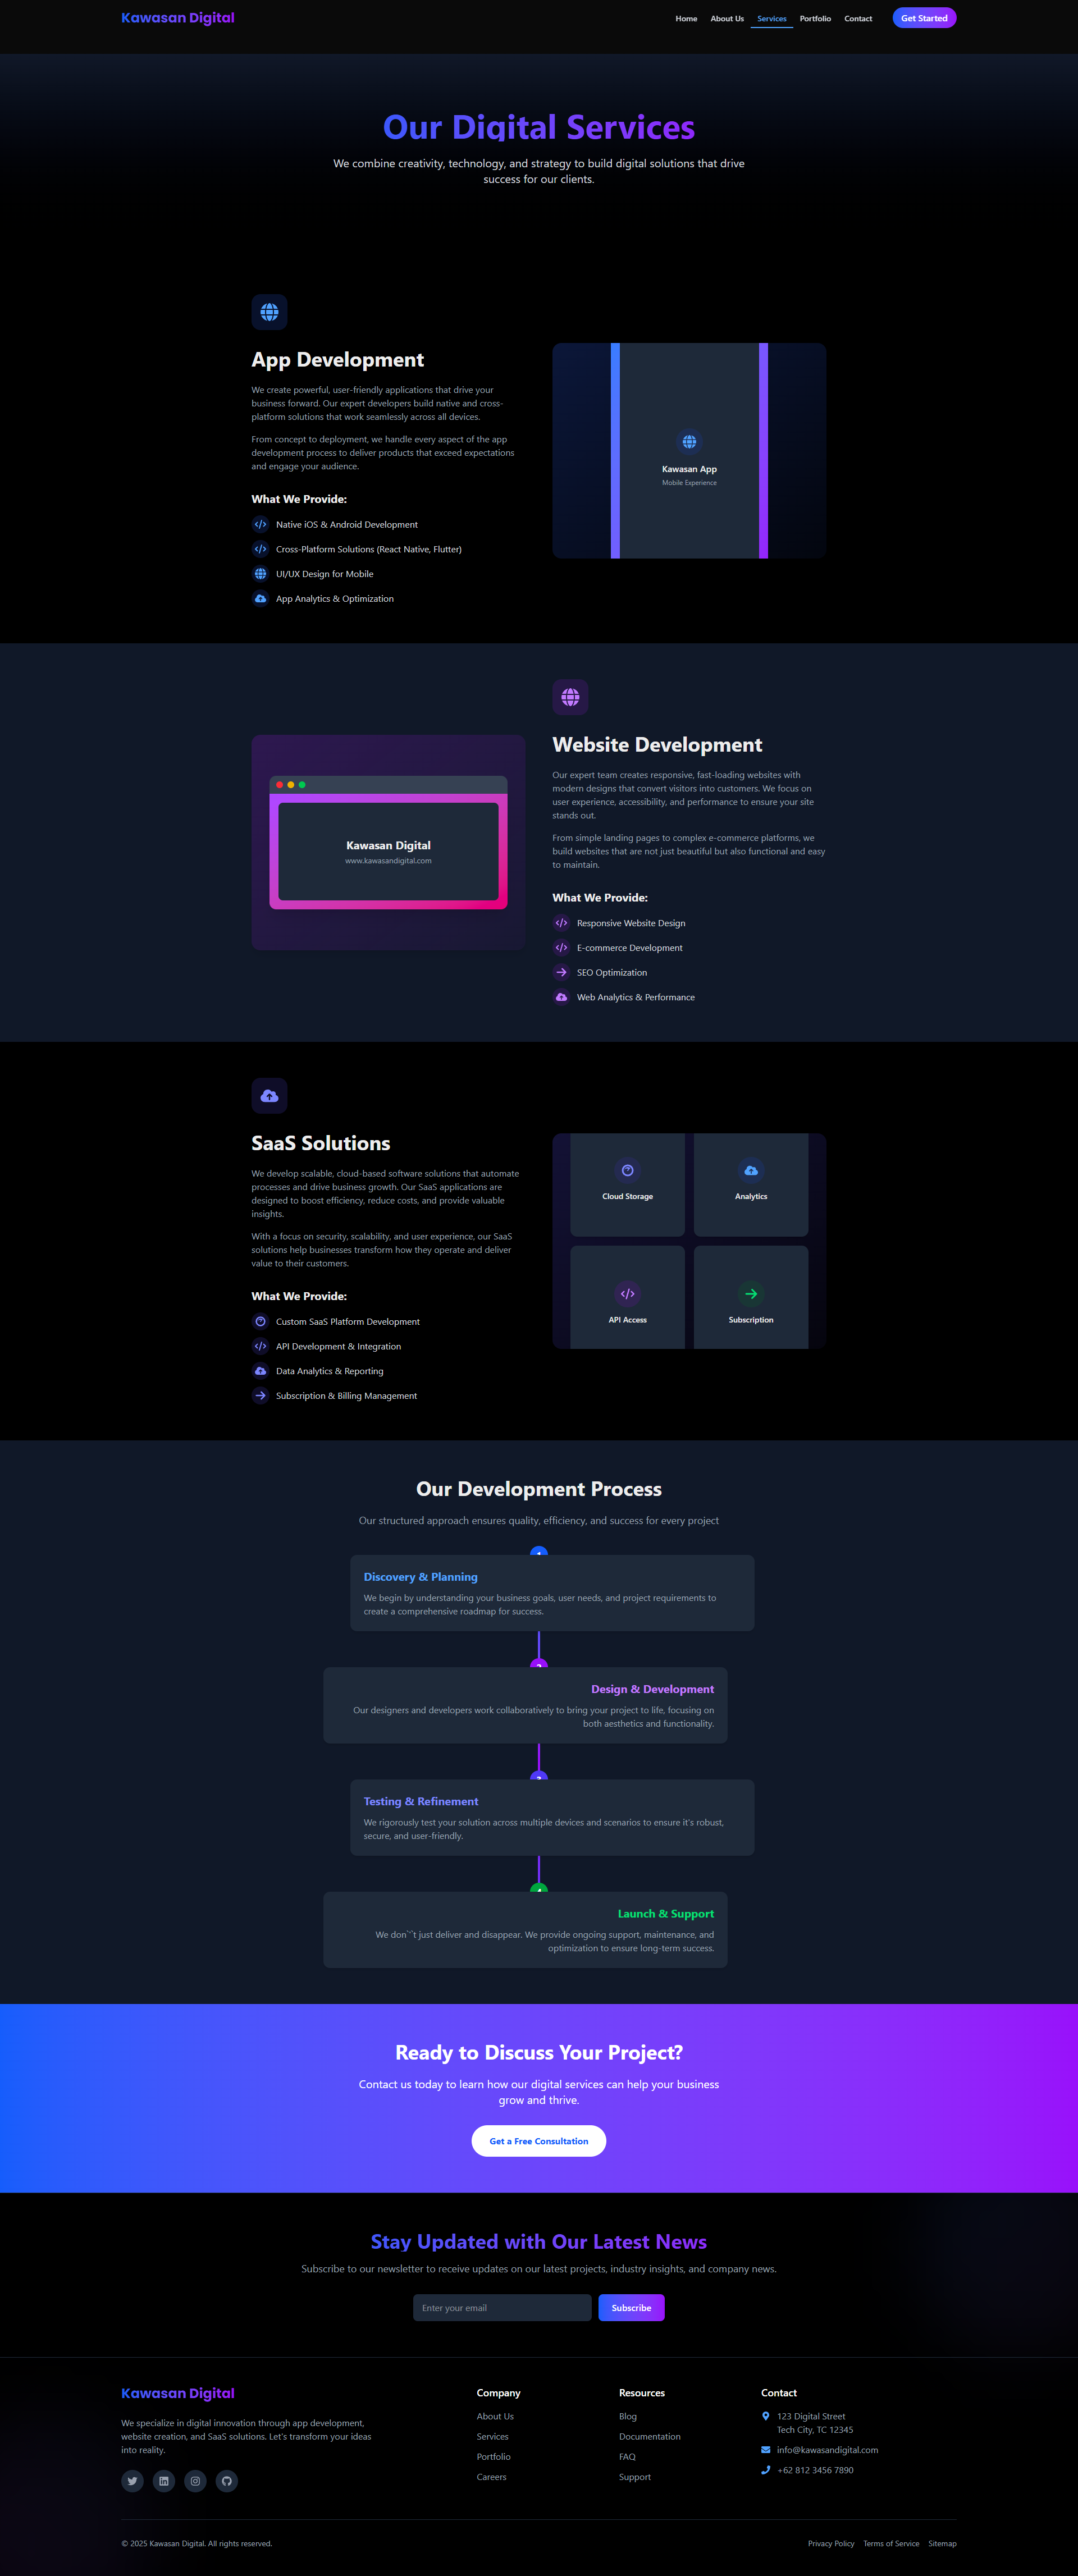 Kawasan Digital
Home
About Us
Services
Portfolio
Contact
Get Started
Our Digital Services
We combine creativity, technology, and strategy to build digital solutions that drive
success for our clients.
App Development
We create powerful, user-friendly applications that drive your
business forward. Our expert developers build native and cross-
platform solutions that work seamlessly across all devices.
From concept to deployment, we handle every aspect of the app
development process to deliver products that exceed expectations
and engage your audience.
What We Provide:
Native iOS & Android Development
Cross-Platform Solutions (React Native, Flutter)
UI/UX Design for Mobile
App Analytics & Optimization
Kawasan App
Mobile Experience
Kawasan Digital
www.kawasandigital.com
Website Development
Our expert team creates responsive, fast-loading websites with
modern designs that convert visitors into customers. We focus on
user experience, accessibility, and performance to ensure your site
stands out.
From simple landing pages to complex e-commerce platforms, we
build websites that are not just beautiful but also functional and easy
to maintain.
What We Provide:
Responsive Website Design
E-commerce Development
SEO Optimization
Web Analytics & Performance
SaaS Solutions
We develop scalable, cloud-based software solutions that automate
processes and drive business growth. Our SaaS applications are
designed to boost efficiency, reduce costs, and provide valuable
insights.
With a focus on security, scalability, and user experience, our SaaS
solutions help businesses transform how they operate and deliver
value to their customers.
What We Provide:
Custom SaaS Platform Development
API Development & Integration
Data Analytics & Reporting
Subscription & Billing Management
Cloud Storage
Analytics
API Access
Subscription
Our Development Process
Our structured approach ensures quality, efficiency, and success for every project
Discovery & Planning
We begin by understanding your business goals, user needs, and project requirements to
create a comprehensive roadmap for success.
Design & Development
Our designers and developers work collaboratively to bring your project to life, focusing on
both aesthetics and functionality.
Testing & Refinement
We rigorously test your solution across multiple devices and scenarios to ensure it's robust,
secure, and user-friendly.
Launch & Support
We don`'`t just deliver and disappear. We provide ongoing support, maintenance, and
optimization to ensure long-term success.
Ready to Discuss Your Project?
Contact us today to learn how our digital services can help your business
grow and thrive.
Get a Free Consultation
Stay Updated with Our Latest News
Subscribe to our newsletter to receive updates on our latest projects, industry insights, and company news.
Enter your email
Subscribe
Kawasan Digital
We specialize in digital innovation through app development,
website creation, and SaaS solutions. Let's transform your ideas
into reality.
Company
About Us
Services
Portfolio
Careers
Resources
Blog
Documentation
FAQ
Support
Contact
123 Digital Street
Tech City, TC 12345
info@kawasandigital.com
+62 812 3456 7890
© 2025 Kawasan Digital. All rights reserved.
Privacy Policy
Terms of Service
Sitemap